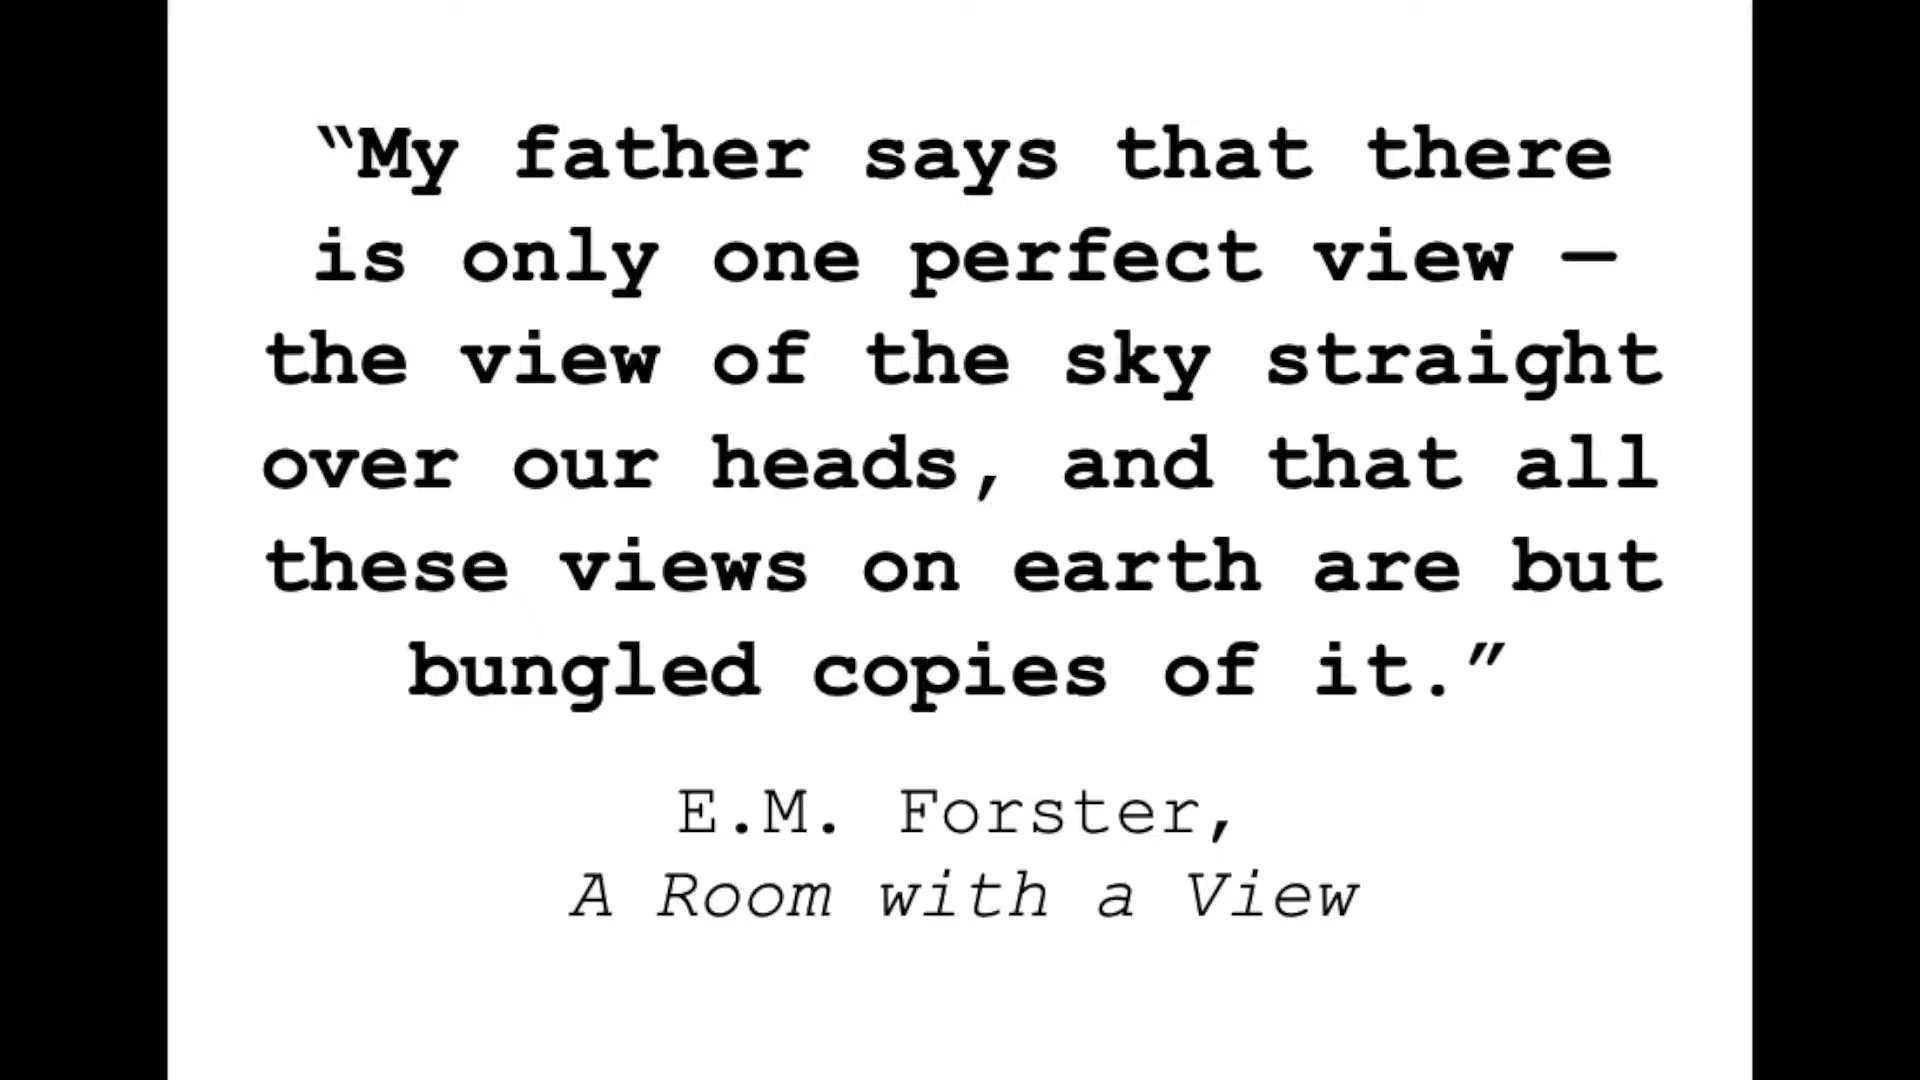 “My father says that there
is only one perfect view —
the view of the sky straight
over our heads, and that all
these views on earth are but
bungled copies of it.”
E.M. Forster,
A Room with a View